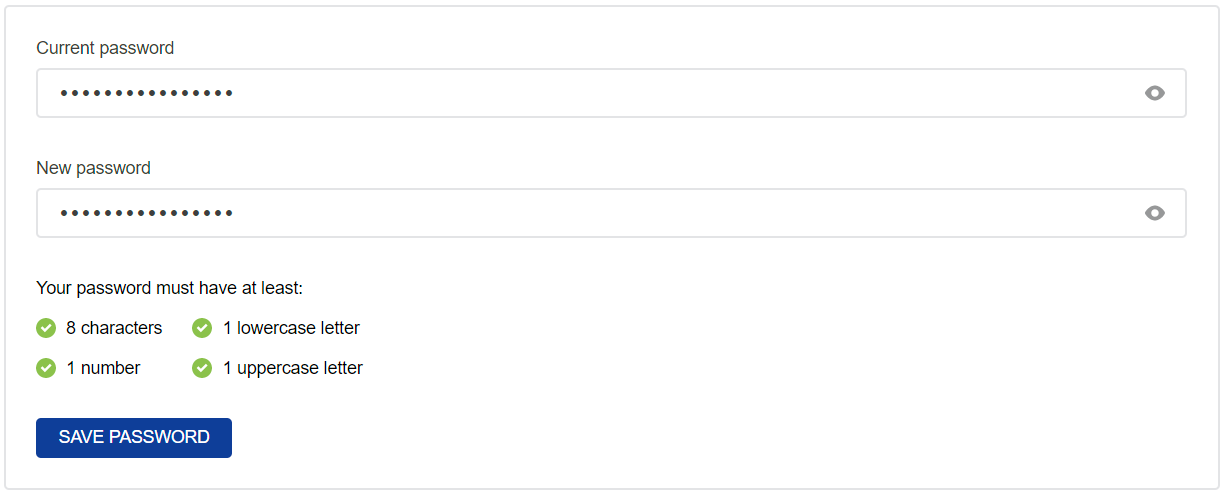 Current password
••••••••••••••••
New password
••••••••••••••••
Your password must have at least:
8 characters
1 lowercase letter
1 number
1 uppercase letter
SAVE PASSWORD